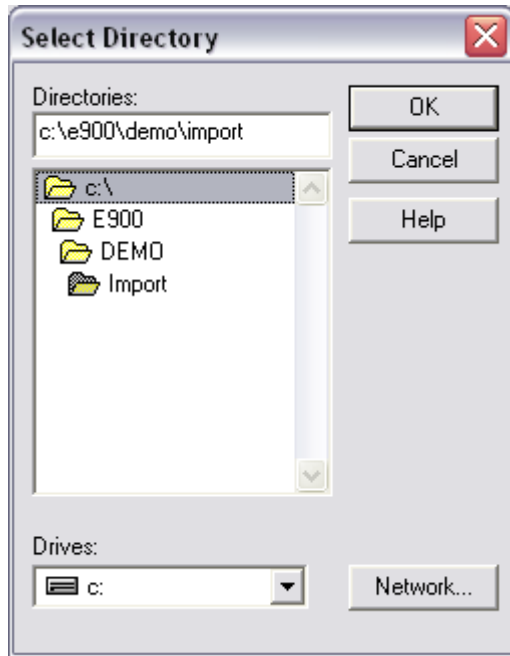 Select Directory
Directories:
c:\e900\demo\import
OK
Cancel
Help
c:\
E900
DEMO
Import
Drives:
c:
Network...